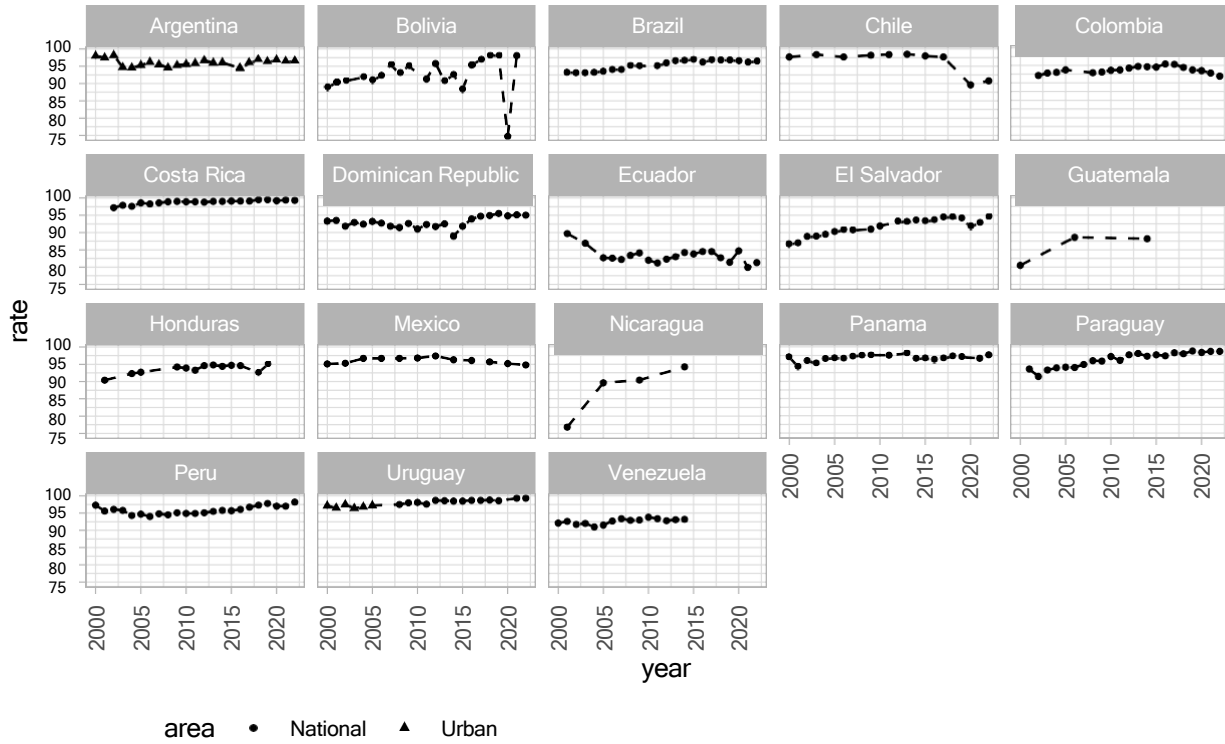 Argentina Bolivia Brazil Chile Colombia
100
95
90
85
80
75
Costa Rica Dominican Republic Ecuador El Salvador Guatemala
100
95
90
85
80
75
Honduras Mexico Nicaragua Panama Paraguay
100
95
90
85
80
75
rate
2000 2005 2010 2015 2020 2000 2005 2010 2015 2020
Peru Uruguay Venezuela
100
95
90
85
80
75
2000 2005 2010 2015 2020 2000 2005 2010 2015 2020 2000 2005 2010 2015 2020
year
area National Urban